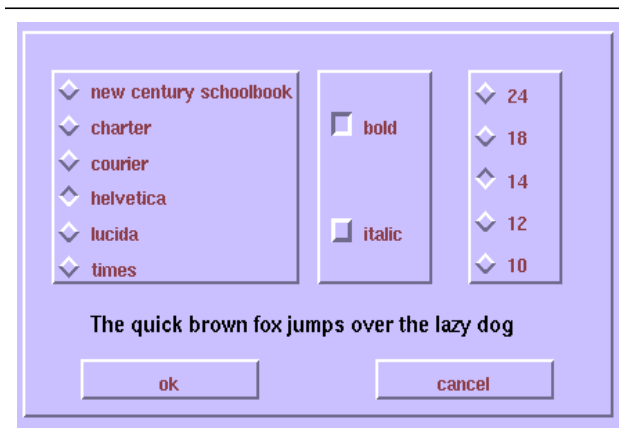 new century schoolbook
charter
courier
helvetica
lucida
times
bold
italic
24
18
14
12
10
The quick brown fox jumps over the lazy dog
ok
cancel